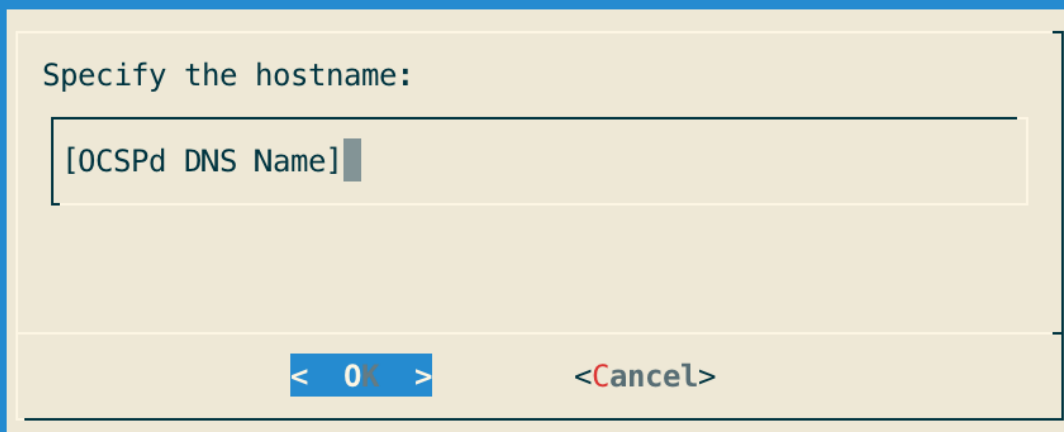 Specify the hostname:
[OCSPd DNS Name]
< OK > <Cancel>